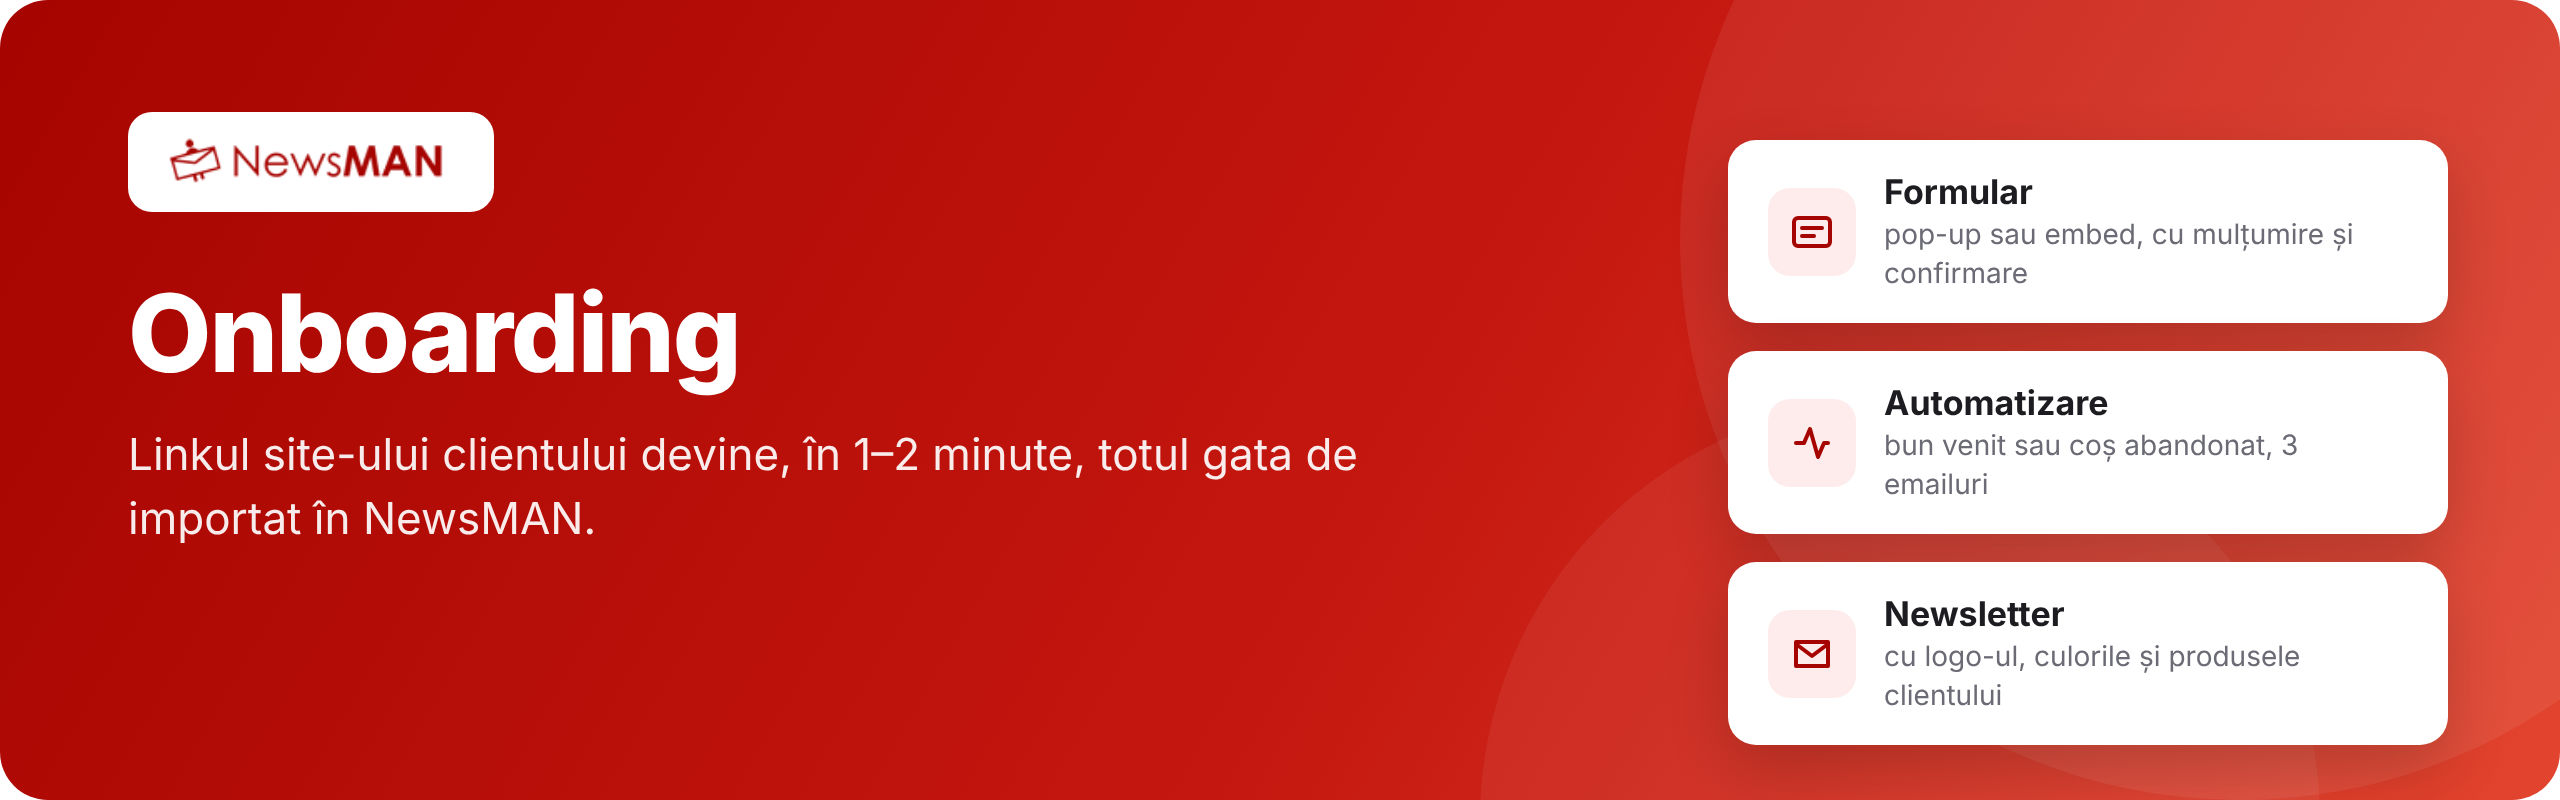 NewsMAN
Onboarding
Linkul site-ului clientului devine, în 1–2 minute, totul gata de
importat în NewsMAN.
Formular
pop-up sau embed, cu mulțumire și
confirmare
Automatizare
bun venit sau coș abandonat, 3
emailuri
Newsletter
cu logo-ul, culorile și produsele
clientului